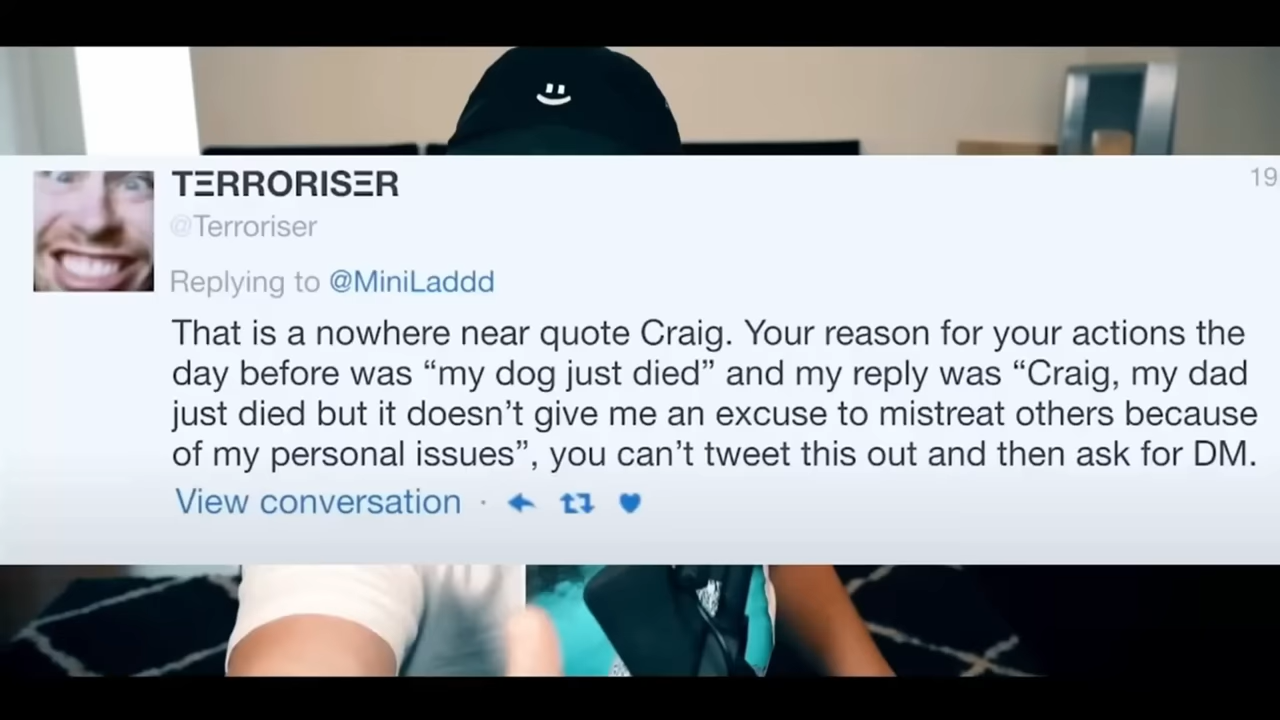 TΞRRORISΞR
19
@Terroriser
Replying to @MiniLaddd
That is a nowhere near quote Craig. Your reason for your actions the
day before was “my dog just died” and my reply was “Craig, my dad
just died but it doesn’t give me an excuse to mistreat others because
of my personal issues”, you can’t tweet this out and then ask for DM.
View conversation ·